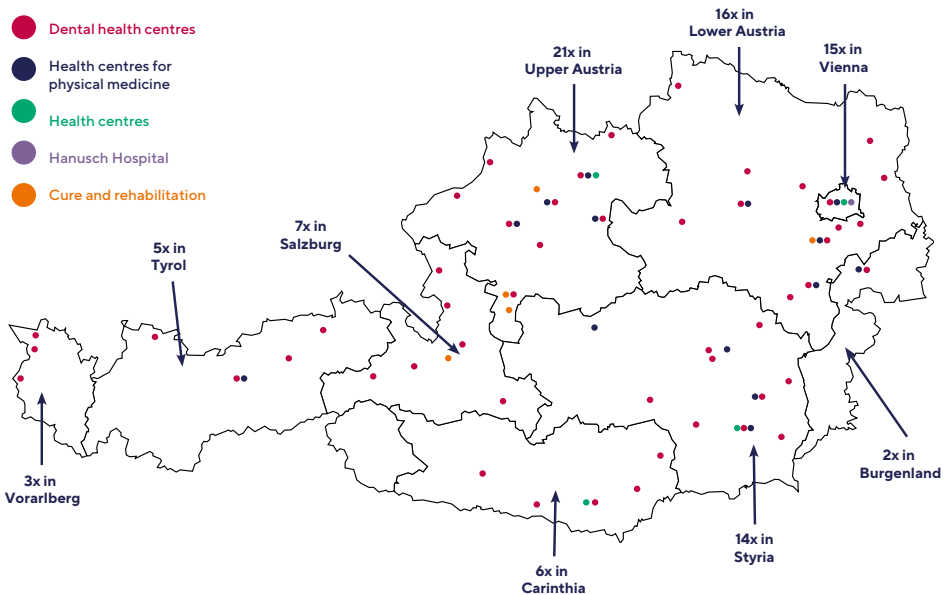 Dental health centres
Health centres for
physical medicine
Health centres
Hanusch Hospital
Cure and rehabilitation
16x in
Lower Austria
21x in
Upper Austria
15x in
Vienna
7x in
Salzburg
5x in
Tyrol
3x in
Vorarlberg
2x in
Burgenland
14x in
Styria
6x in
Carinthia